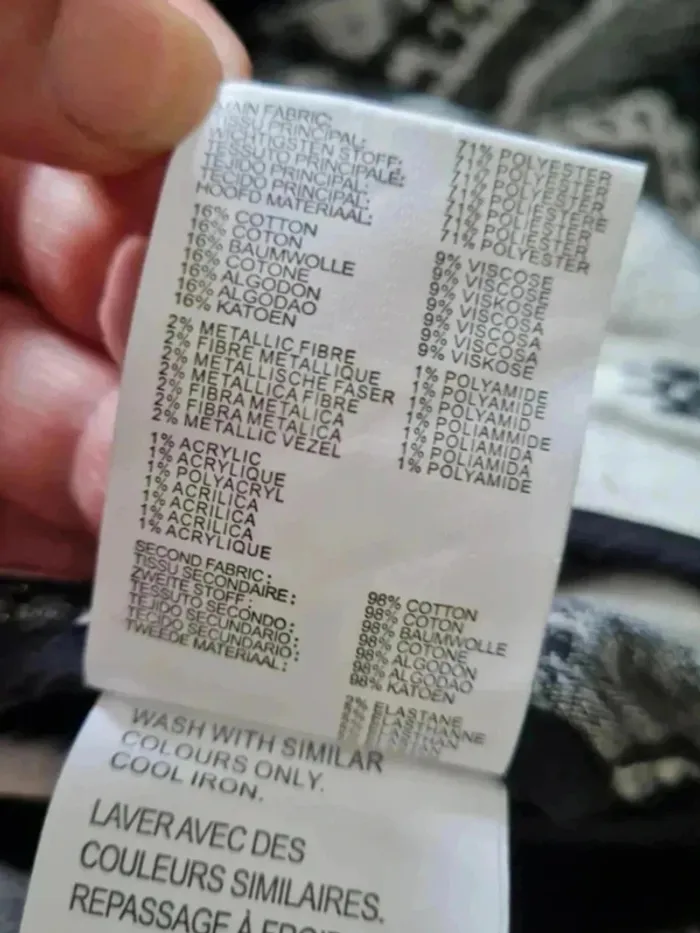 MAIN FABRIC:
TISSU PRINCIPAL:
WICHTIGSTEN STOFF:
TESSUTO PRINCIPALE:
TEJIDO PRINCIPAL:
TECIDO PRINCIPAL:
HOOFD MATERIAAL:
71% POLYESTER
71% POLYESTER
71% POLYESTER
71% POLIESTERE
71% POLIESTER
71% POLIESTER
71% POLYESTER
16% COTTON
16% COTON
16% BAUMWOLLE
16% COTONE
16% ALGODON
16% ALGODAO
16% KATOEN
9% VISCOSE
9% VISCOSE
9% VISKOSE
9% VISCOSA
9% VISCOSA
9% VISCOSA
9% VISKOSE
2% METALLIC FIBRE
2% FIBRE METALLIQUE
2% METALLISCHE FASER
2% METALLICA FIBRE
2% FIBRA METALICA
2% FIBRA METALICA
2% METALLIC VEZEL
1% POLYAMIDE
1% POLYAMIDE
1% POLYAMID
1% POLIAMMIDE
1% POLIAMIDA
1% POLIAMIDA
1% POLYAMIDE
1% ACRYLIC
1% ACRYLIQUE
1% POLYACRYL
1% ACRILICA
1% ACRILICA
1% ACRILICA
1% ACRYLIQUE
SECOND FABRIC:
TISSU SECONDAIRE:
ZWEITE STOFF:
TESSUTO SECONDO:
TEJIDO SECUNDARIO:
TECIDO SECUNDARIO:
TWEEDE MATERIAAL:
98% COTTON
98% COTON
98% BAUMWOLLE
98% COTONE
98% ALGODON
98% ALGODAO
98% KATOEN
2% ELASTANE
WASH WITH SIMILAR
COLOURS ONLY.
COOL IRON.
LAVER AVEC DES
COULEURS SIMILAIRES.
REPASSAGE À